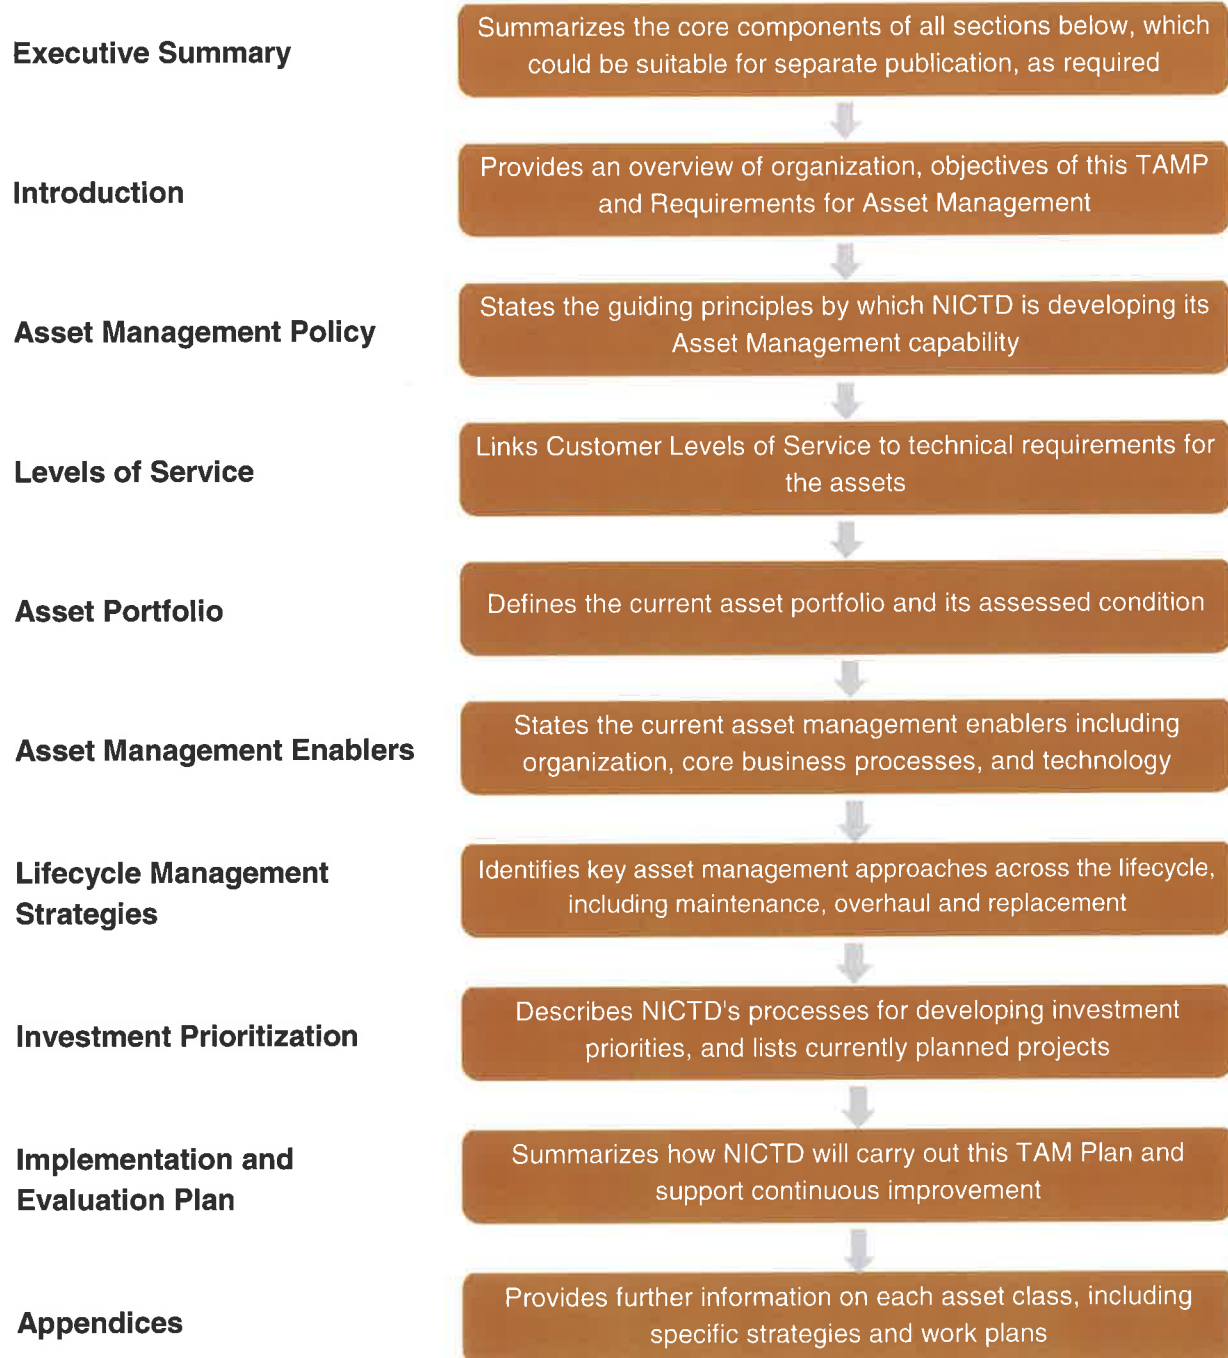 Executive Summary
Summarizes the core components of all sections below, which
could be suitable for separate publication, as required
Introduction
Provides an overview of organization, objectives of this TAMP
and Requirements for Asset Management
Asset Management Policy
States the guiding principles by which NICTD is developing its
Asset Management capability
Levels of Service
Links Customer Levels of Service to technical requirements for
the assets
Asset Portfolio
Defines the current asset portfolio and its assessed condition
Asset Management Enablers
States the current asset management enablers including
organization, core business processes, and technology
Lifecycle Management
Strategies
Identifies key asset management approaches across the lifecycle,
including maintenance, overhaul and replacement
Investment Prioritization
Describes NICTD's processes for developing investment
priorities, and lists currently planned projects
Implementation and
Evaluation Plan
Summarizes how NICTD will carry out this TAM Plan and
support continuous improvement
Appendices
Provides further information on each asset class, including
specific strategies and work plans